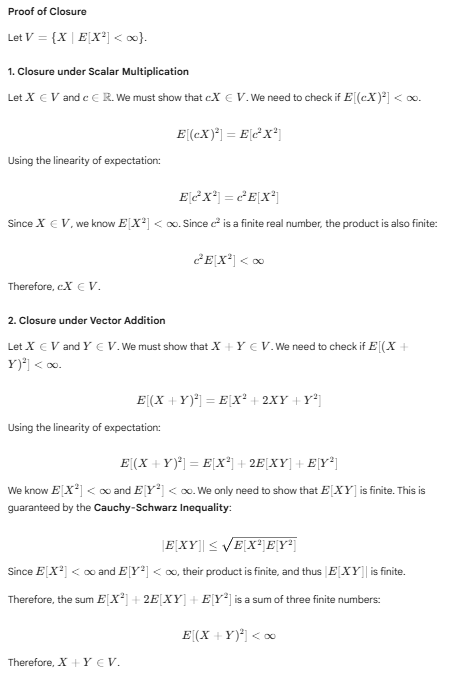 Proof of Closure
Let V = {X | E[X²] < ∞}.
1. Closure under Scalar Multiplication
Let X ∈ V and c ∈ ℝ. We must show that cX ∈ V. We need to check if E[(cX)²] < ∞.
E[(cX)²] = E[c²X²]
Using the linearity of expectation:
E[c²X²] = c²E[X²]
Since X ∈ V, we know E[X²] < ∞. Since c² is a finite real number, the product is also finite:
c²E[X²] < ∞
Therefore, cX ∈ V.
2. Closure under Vector Addition
Let X ∈ V and Y ∈ V. We must show that X + Y ∈ V. We need to check if E[(X +
Y)²] < ∞.
E[(X + Y)²] = E[X² + 2XY + Y²]
Using the linearity of expectation:
E[(X + Y)²] = E[X²] + 2E[XY] + E[Y²]
We know E[X²] < ∞ and E[Y²] < ∞. We only need to show that E[XY] is finite. This is
guaranteed by the Cauchy-Schwarz Inequality:
|E[XY]| ≤ √(E[X²]E[Y²])
Since E[X²] < ∞ and E[Y²] < ∞, their product is finite, and thus |E[XY]| is finite.
Therefore, the sum E[X²] + 2E[XY] + E[Y²] is a sum of three finite numbers:
E[(X + Y)²] < ∞
Therefore, X + Y ∈ V.